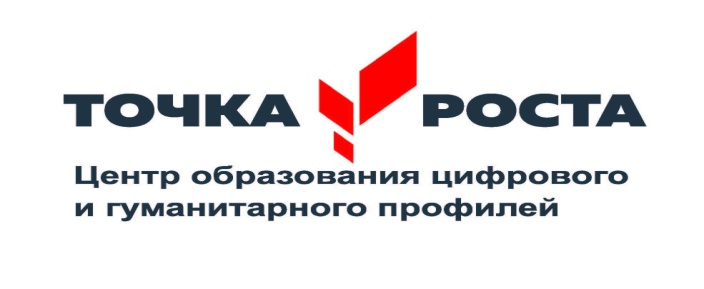 ТОЧКА РОСТА
Центр образования цифрового
и гуманитарного профилей